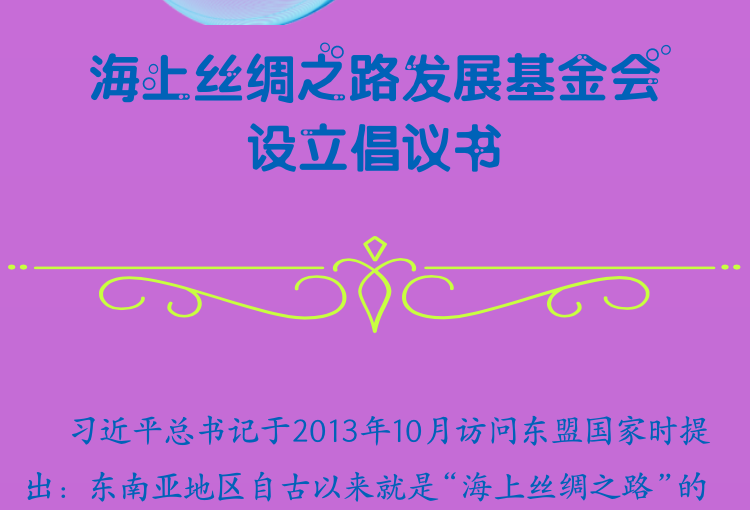 海上丝绸之路发展基金会
设立倡议书
习近平总书记于2013年10月访问东盟国家时提
出：东南亚地区自古以来就是“海上丝绸之路”的